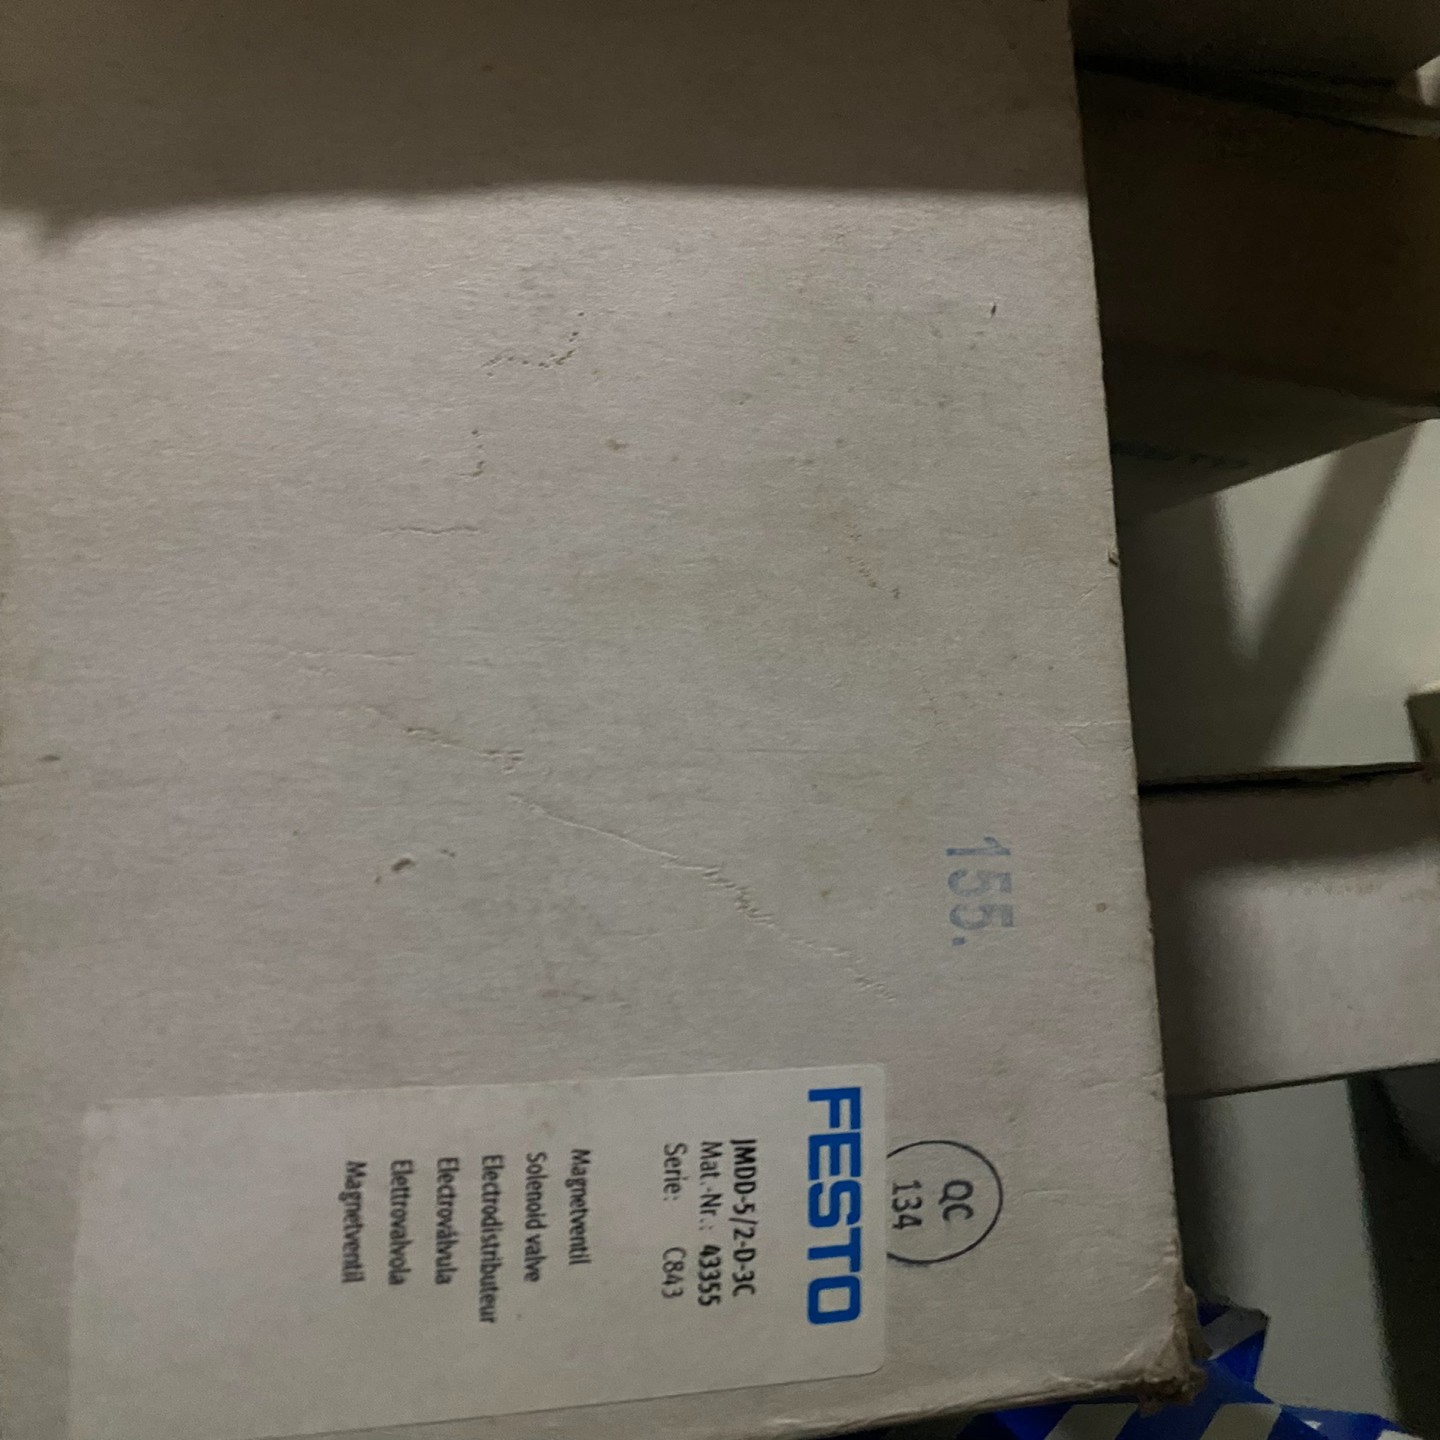 155.
QC
134
FESTO
JMDD-5/2-D-3C
Mat.-Nr.: 43355
Serie: C843
Magnetventil
Solenoid valve
Electrodistributeur
Electroválvula
Elettrovalvola
Magnetventil